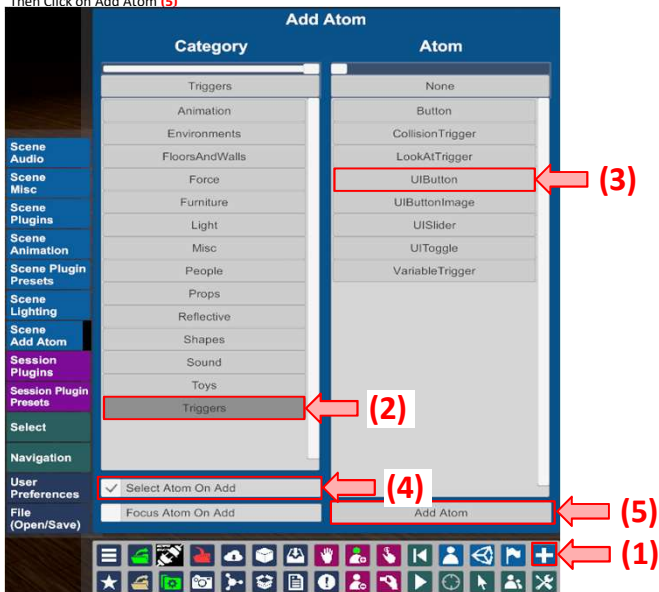 Then Click on Add Atom (5)
Add Atom
Category
Atom
Triggers
None
Animation
Button
Environments
CollisionTrigger
FloorsAndWalls
LookAtTrigger
Force
UIButton
(3)
Furniture
UIButtonImage
Light
UISlider
Misc
UIToggle
People
VariableTrigger
Props
Reflective
Shapes
Sound
Toys
Triggers
(2)
Scene
Audio
Scene
Misc
Scene
Plugins
Scene
Animation
Scene Plugin
Presets
Scene
Lighting
Scene
Add Atom
Session
Plugins
Session Plugin
Presets
Select
Navigation
User
Preferences
File
(Open/Save)
Select Atom On Add
(4)
Focus Atom On Add
Add Atom
(5)
(1)